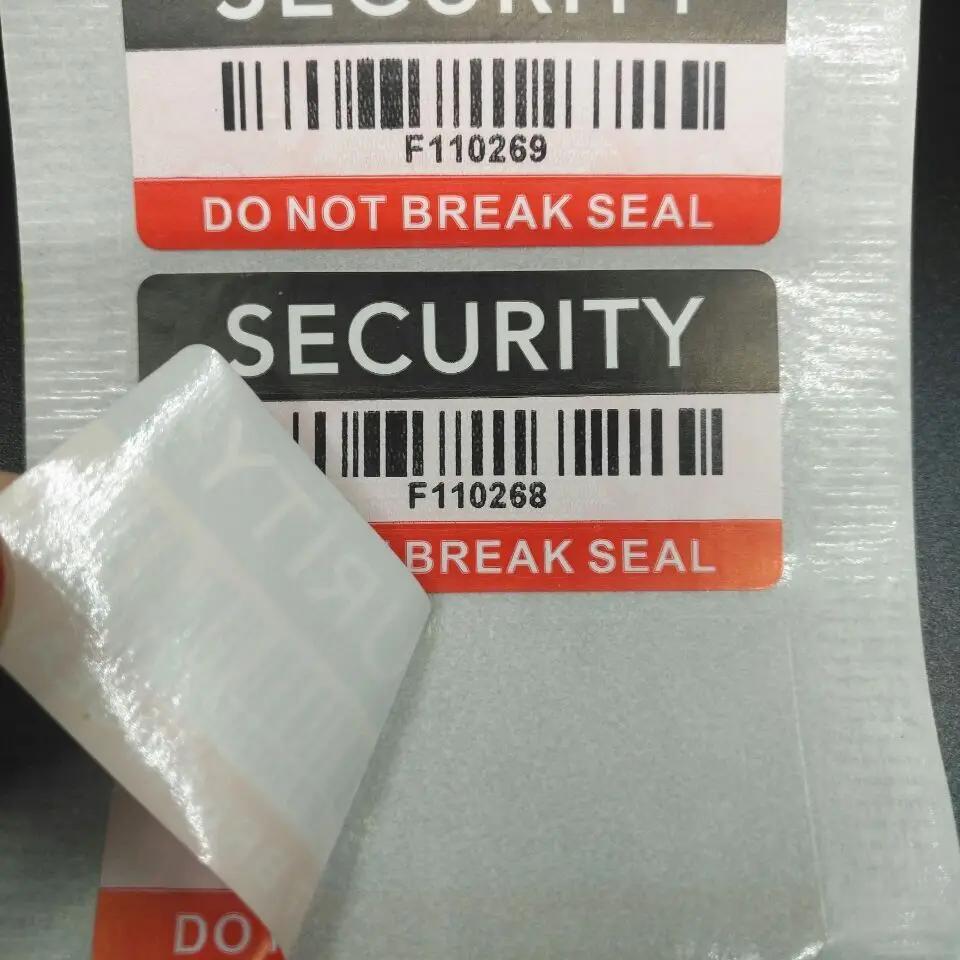 SECURITY
F110269
DO NOT BREAK SEAL
SECURITY
F110268
BREAK SEAL
DO